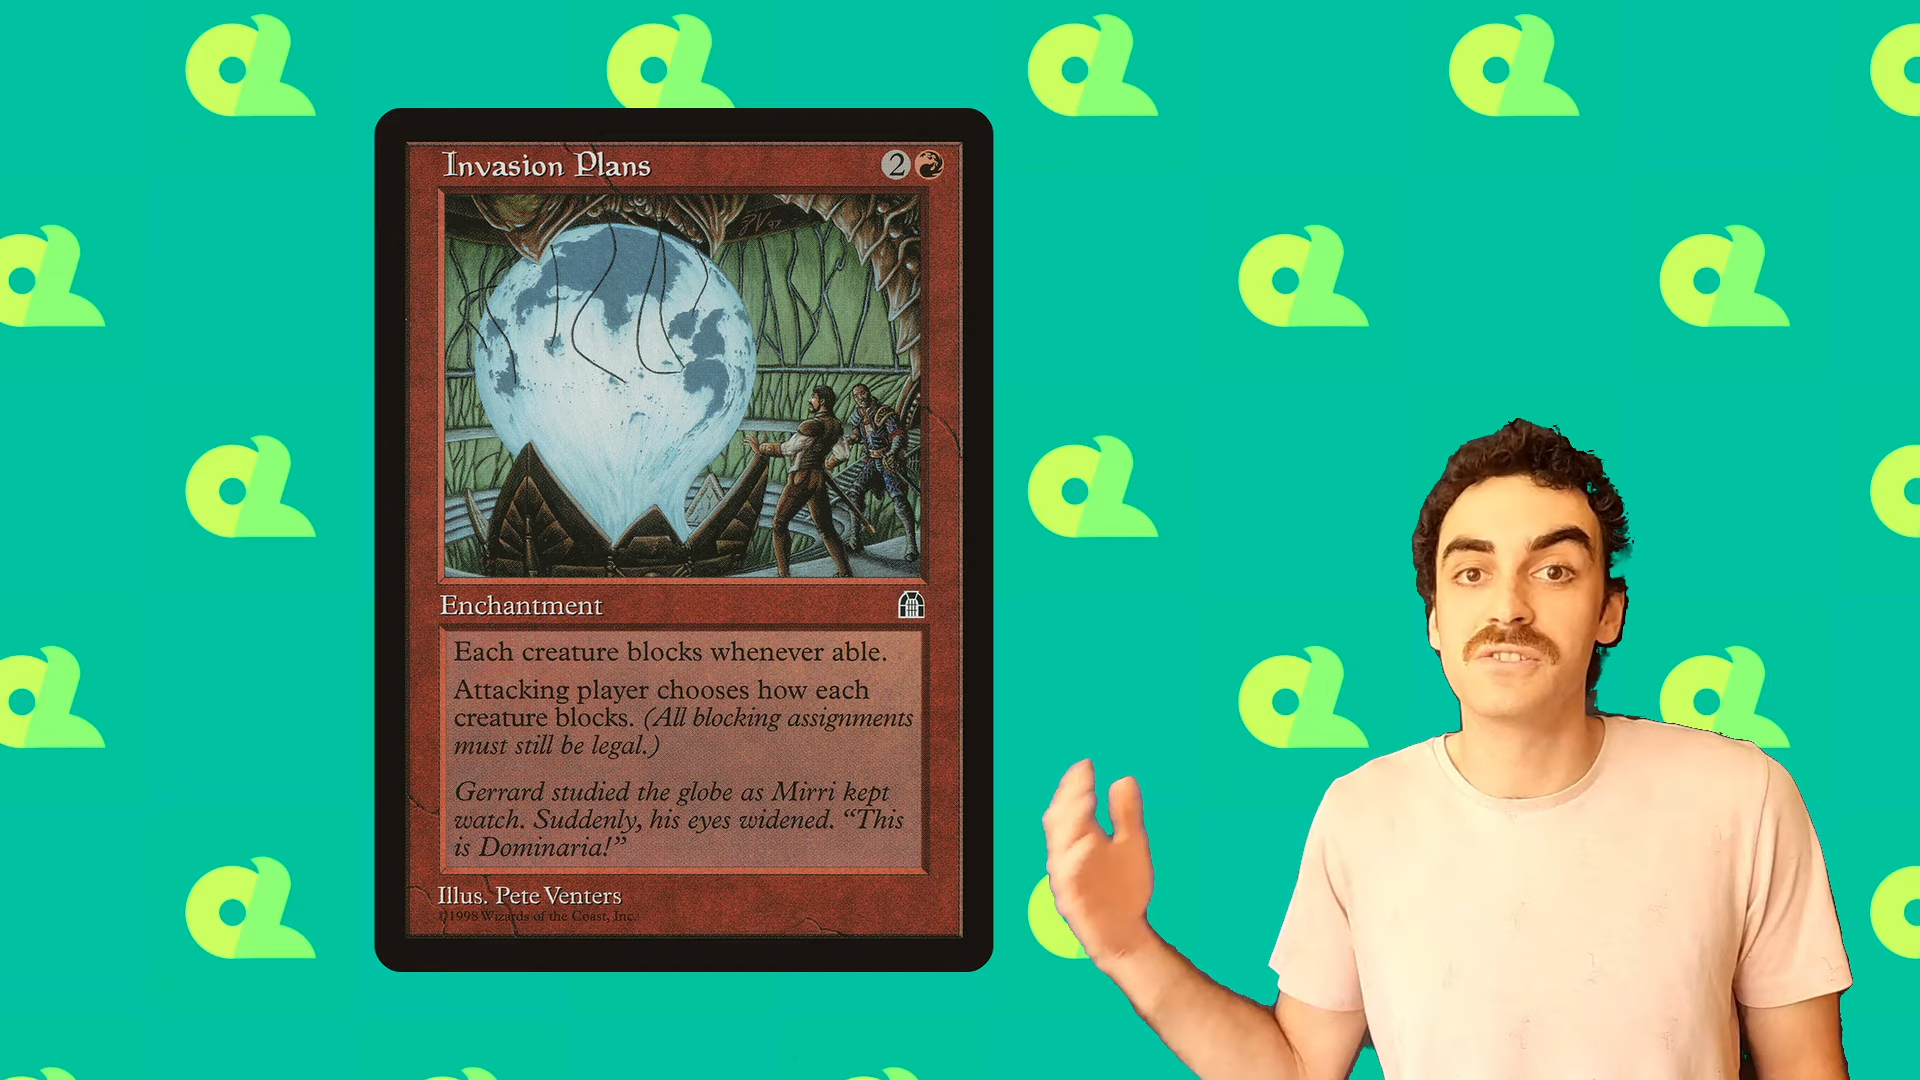 Invasion Plans
2
Enchantment
Each creature blocks whenever able.
Attacking player chooses how each
creature blocks. (All blocking assignments
must still be legal.)
Gerrard studied the globe as Mirri kept
watch. Suddenly, his eyes widened. “This
is Dominaria!”
Illus. Pete Venters
©1998 Wizards of the Coast, Inc.